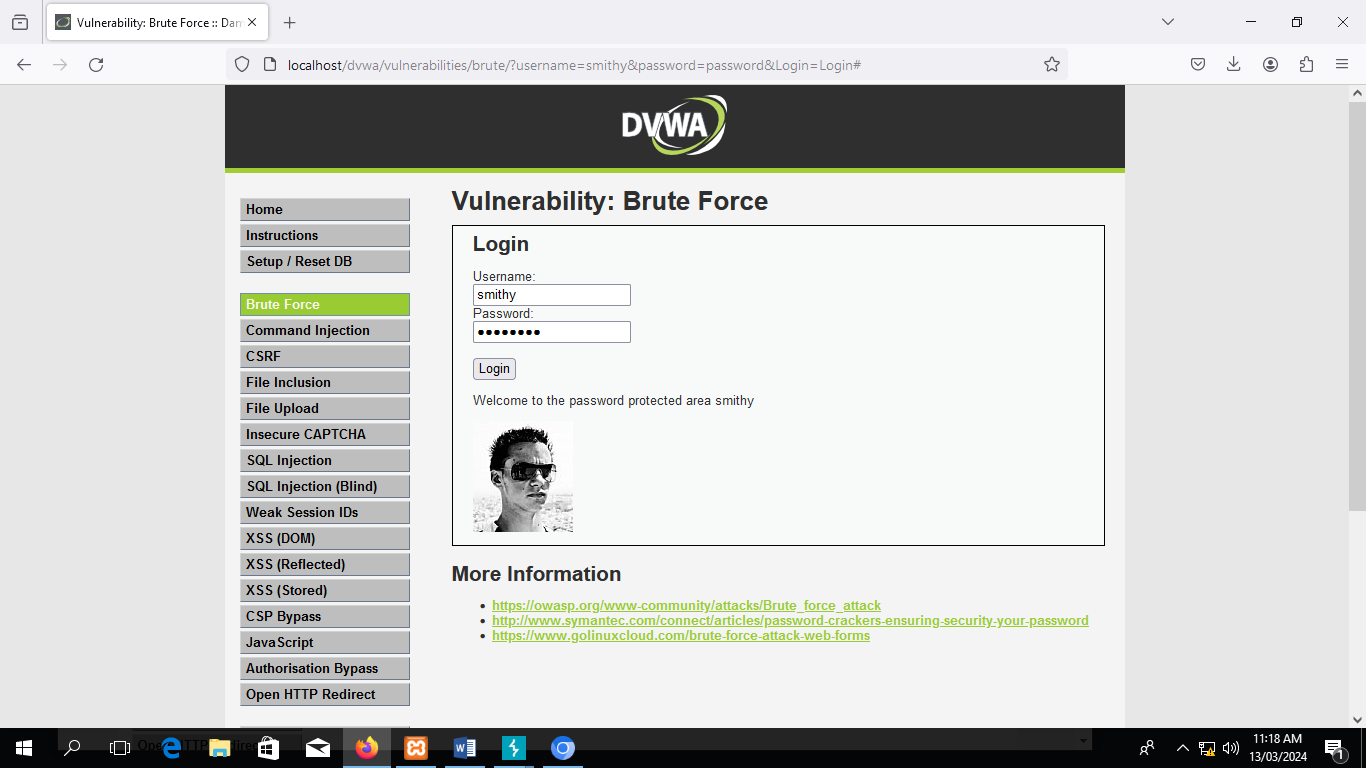 Vulnerability: Brute Force :: Dam
localhost/dvwa/vulnerabilities/brute/?username=smithy&password=password&Login=Login#
DVWA
Home
Instructions
Setup / Reset DB
Brute Force
Command Injection
CSRF
File Inclusion
File Upload
Insecure CAPTCHA
SQL Injection
SQL Injection (Blind)
Weak Session IDs
XSS (DOM)
XSS (Reflected)
XSS (Stored)
CSP Bypass
JavaScript
Authorisation Bypass
Open HTTP Redirect
Vulnerability: Brute Force
Login
Username:
smithy
Password:
●●●●●●●●
Login
Welcome to the password protected area smithy
More Information
• https://owasp.org/www-community/attacks/Brute_force_attack
• http://www.symantec.com/connect/articles/password-crackers-ensuring-security-your-password
• https://www.golinuxcloud.com/brute-force-attack-web-forms
11:18 AM
13/03/2024
1